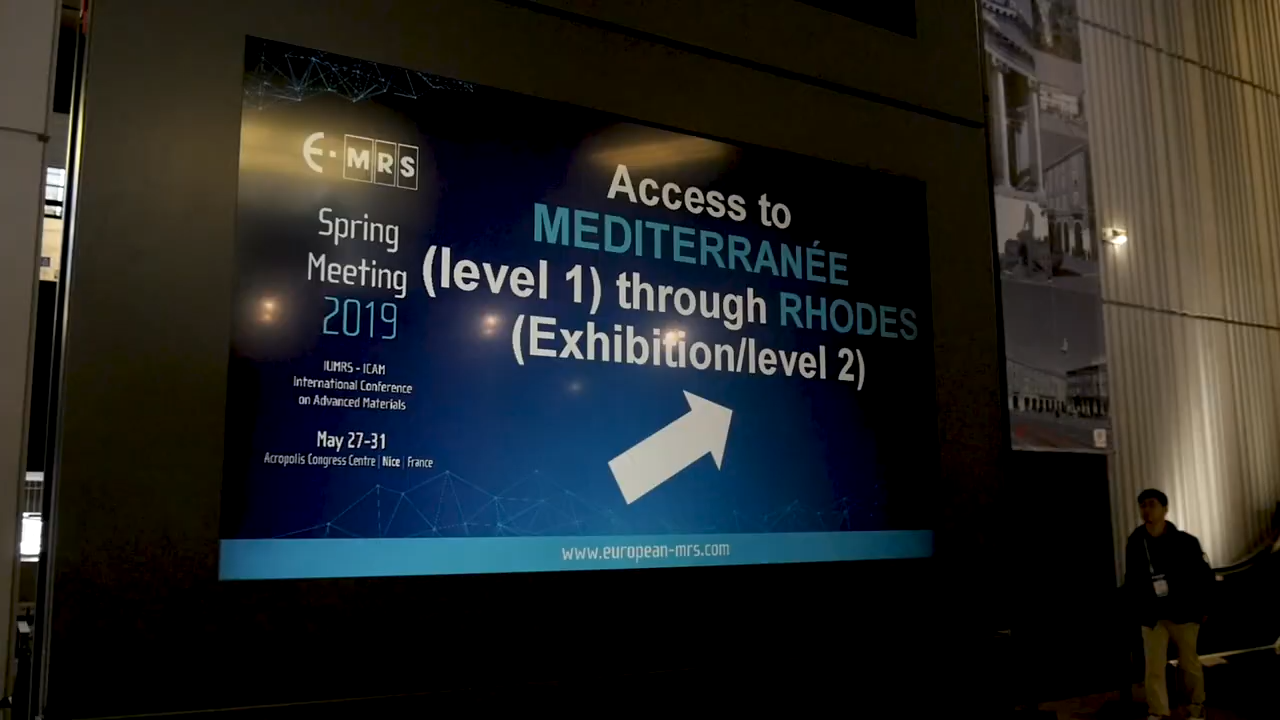 E·MRS
Spring
Meeting
2019
IUMRS - ICAM
International Conference
on Advanced Materials
May 27-31
Acropolis Congress Centre | Nice | France
Access to
MEDITERRANÉE
(level 1) through RHODES
(Exhibition/level 2)
www.european-mrs.com